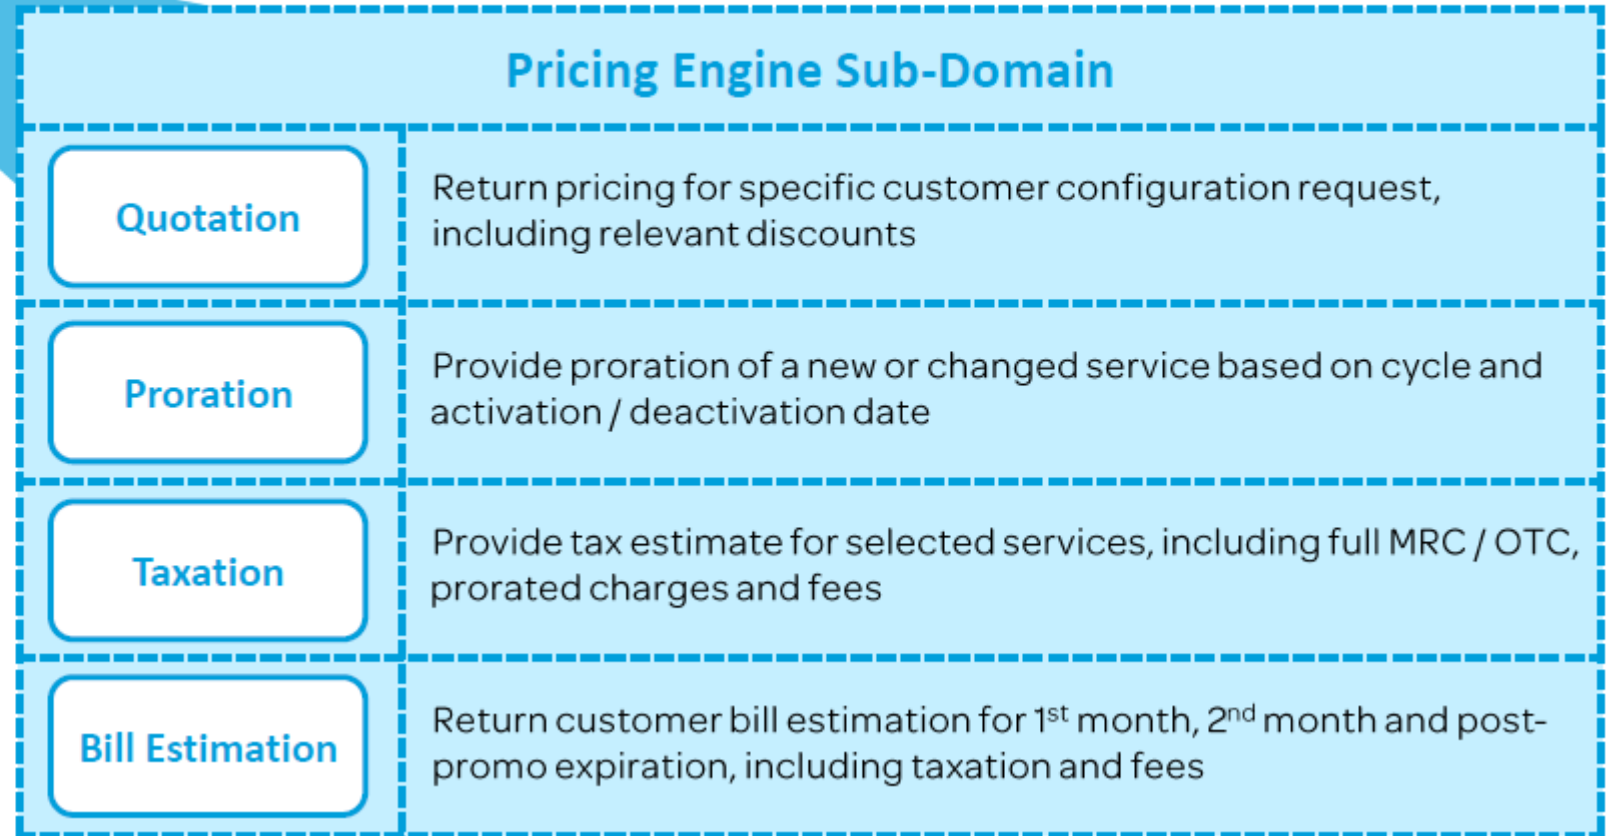 Pricing Engine Sub-Domain
Quotation
Return pricing for specific customer configuration request,
including relevant discounts
Proration
Provide proration of a new or changed service based on cycle and
activation / deactivation date
Taxation
Provide tax estimate for selected services, including full MRC / OTC,
prorated charges and fees
Bill Estimation
Return customer bill estimation for 1st month, 2nd month and post-
promo expiration, including taxation and fees